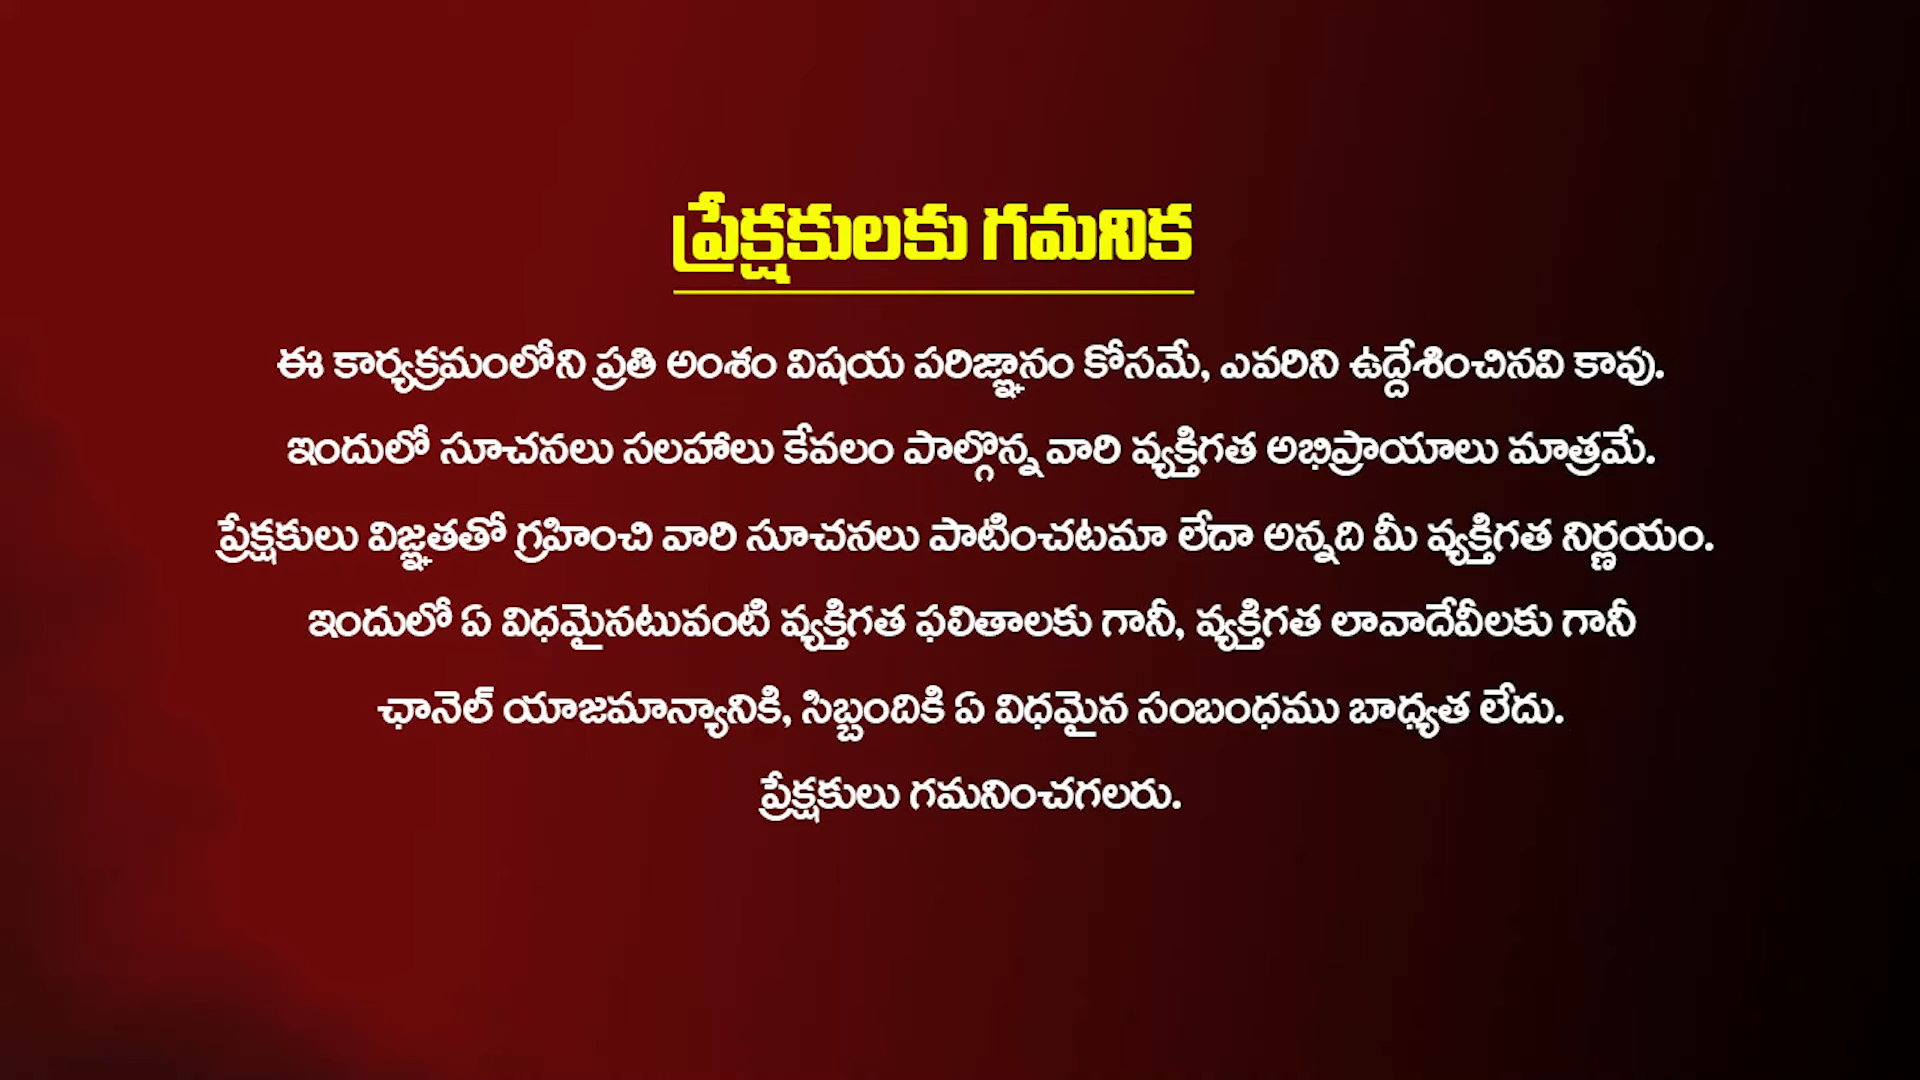 ప్రేక్షకులకు గమనిక
ఈ కార్యక్రమంలోని ప్రతి అంశం విషయ పరిజ్ఞానం కోసమే, ఎవరిని ఉద్దేశించినవి కావు.
ఇందులో సూచనలు సలహాలు కేవలం పాల్గొన్న వారి వ్యక్తిగత అభిప్రాయాలు మాత్రమే.
ప్రేక్షకులు విజ్ఞతతో గ్రహించి వారి సూచనలు పాటించటమా లేదా అన్నది మీ వ్యక్తిగత నిర్ణయం.
ఇందులో ఏ విధమైనటువంటి వ్యక్తిగత ఫలితాలకు గానీ, వ్యక్తిగత లావాదేవీలకు గానీ
ఛానెల్ యాజమాన్యానికి, సిబ్బందికి ఏ విధమైన సంబంధము బాధ్యత లేదు.
ప్రేక్షకులు గమనించగలరు.